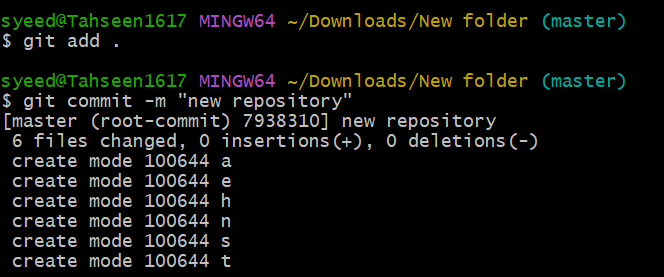 syeed@Tahseen1617 MINGW64 ~/Downloads/New folder (master)
$ git add .
syeed@Tahseen1617 MINGW64 ~/Downloads/New folder (master)
$ git commit -m "new repository"
[master (root-commit) 7938310] new repository
 6 files changed, 0 insertions(+), 0 deletions(-)
 create mode 100644 a
 create mode 100644 e
 create mode 100644 h
 create mode 100644 n
 create mode 100644 s
 create mode 100644 t